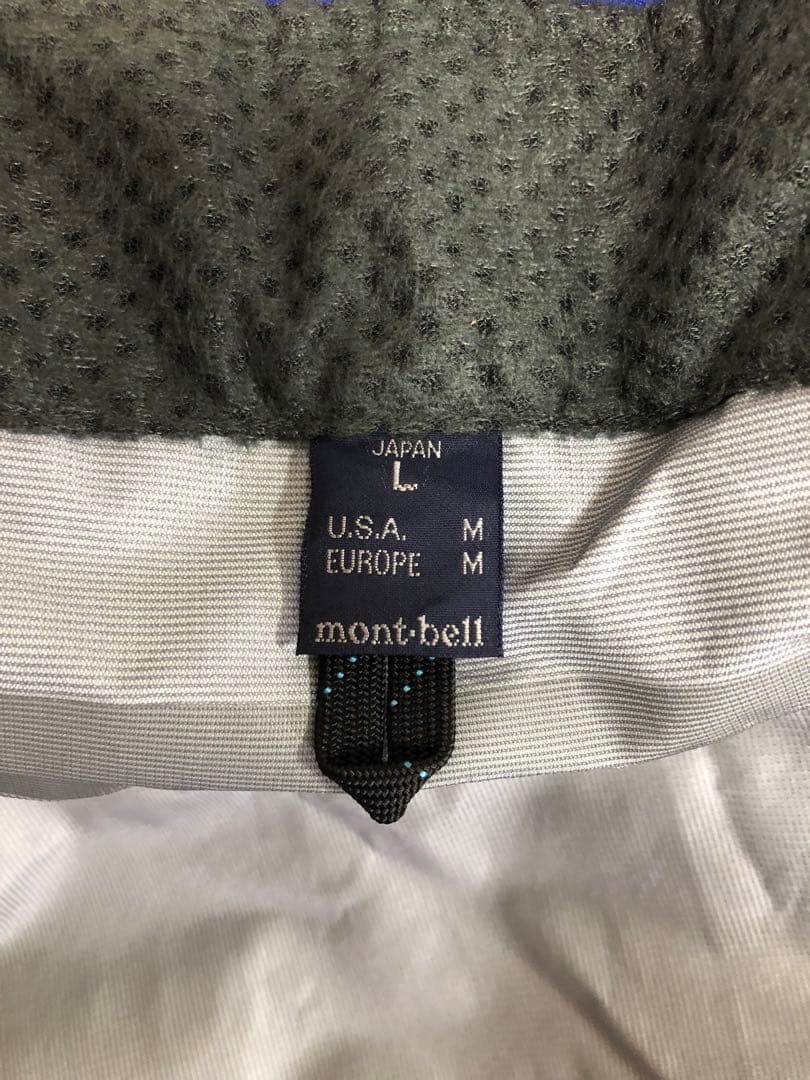 JAPAN
L
U.S.A. M
EUROPE M
mont-bell